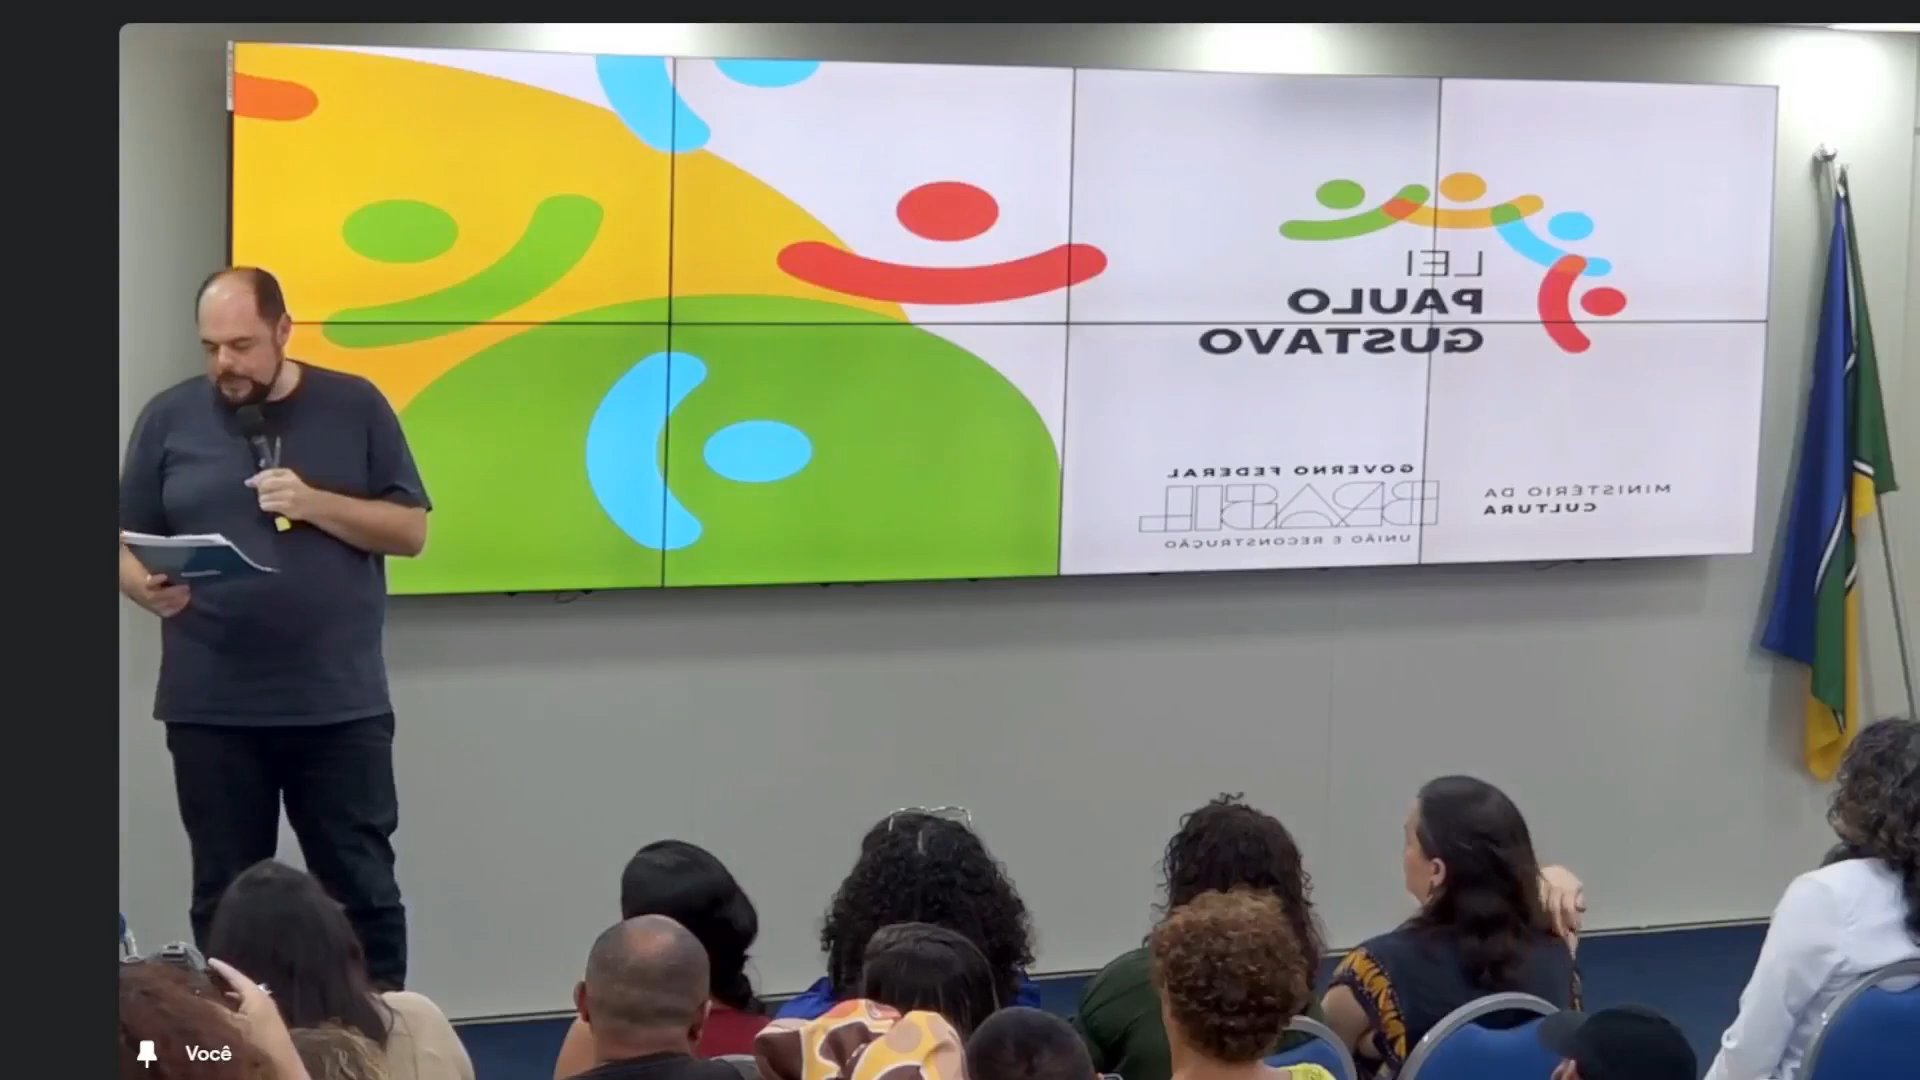 LEI
PAULO
GUSTAVO
GOVERNO FEDERAL
BRASIL
UNIÃO E RECONSTRUÇÃO
MINISTÉRIO DA
CULTURA
Você